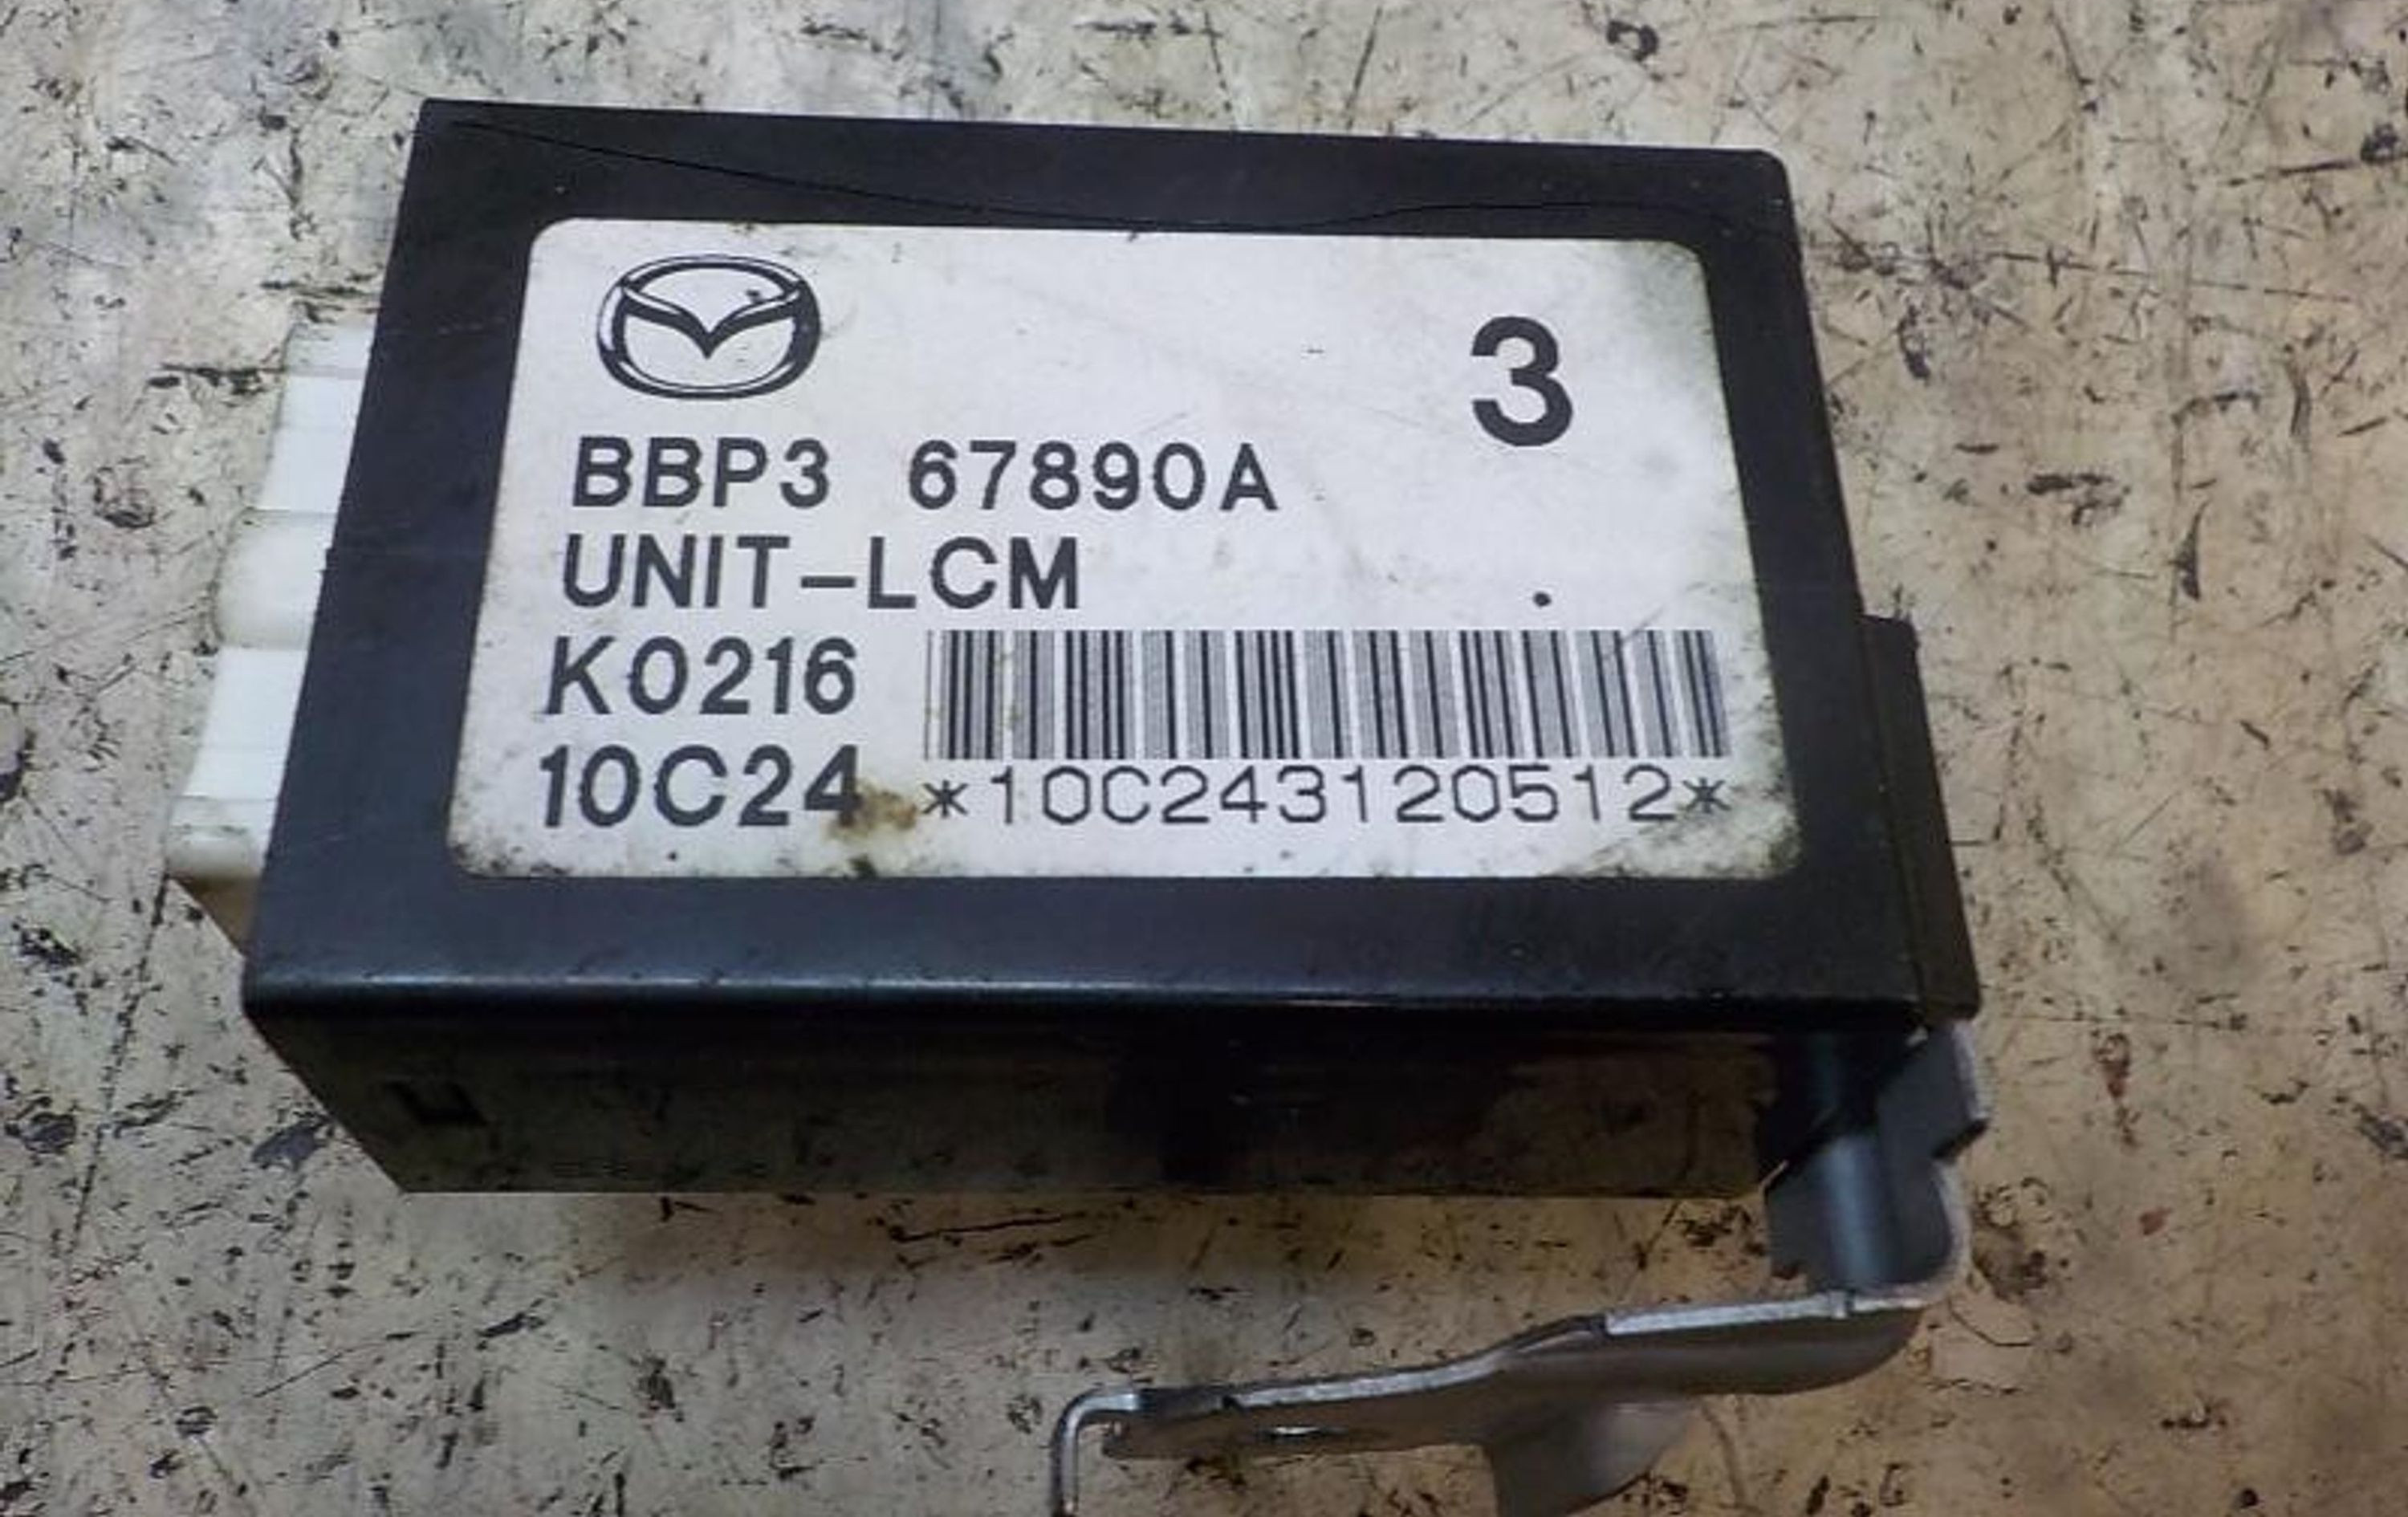 3
BBP3 67890A
UNIT-LCM
K0216
10C24 *10C243120512*